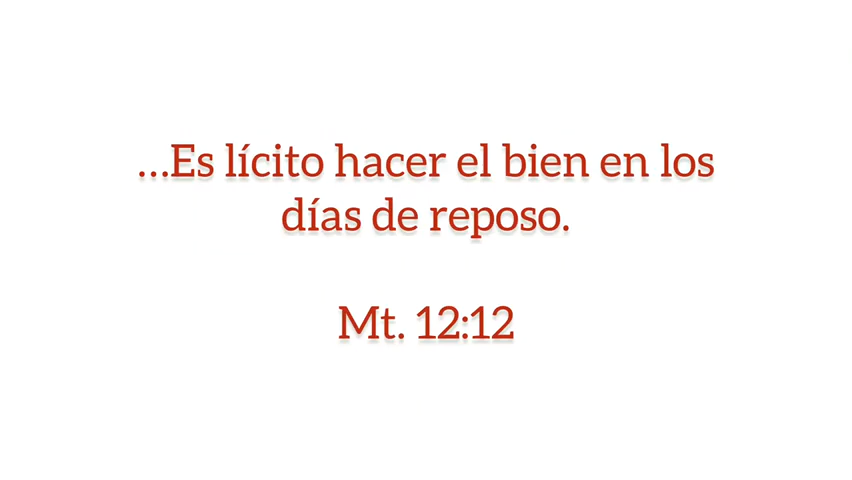 ...Es lícito hacer el bien en los
días de reposo.
Mt. 12:12